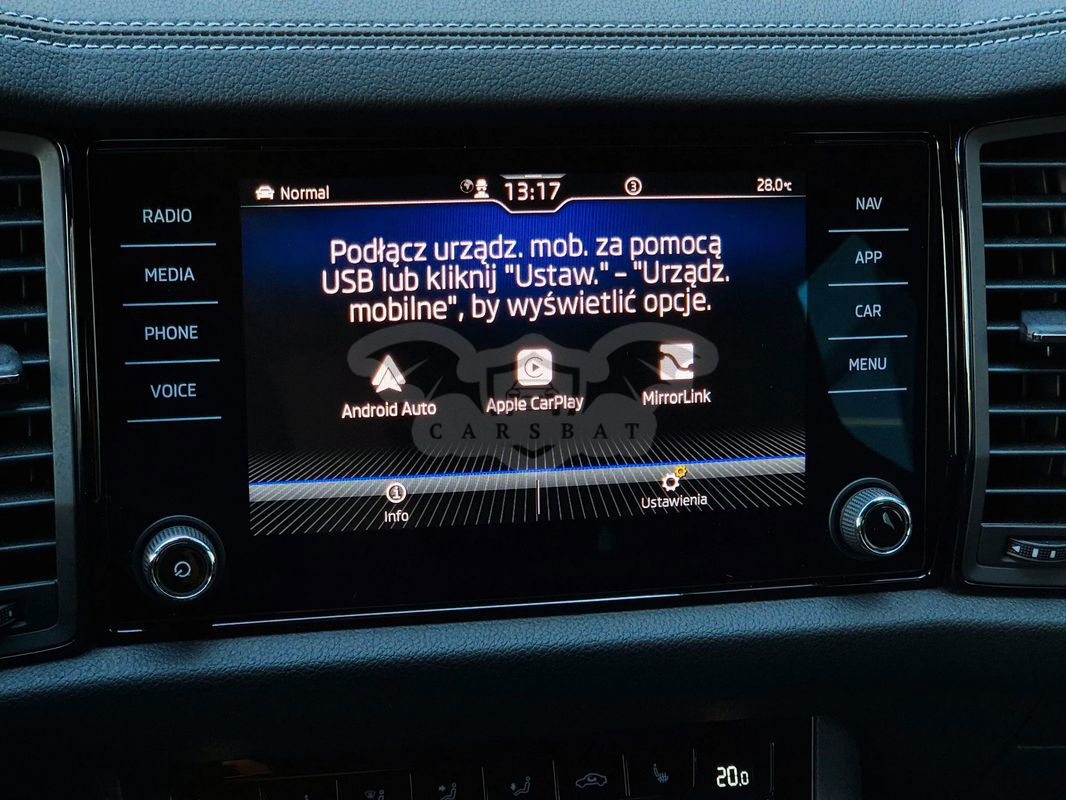 Normal 13:17 3 28.0°C
RADIO
MEDIA
PHONE
VOICE
Podłącz urządz. mob. za pomocą
USB lub kliknij "Ustaw." – "Urządz.
mobilne", by wyświetlić opcje.
Android Auto Apple CarPlay MirrorLink
CARSBAT
Info Ustawienia
NAV
APP
CAR
MENU
20.0